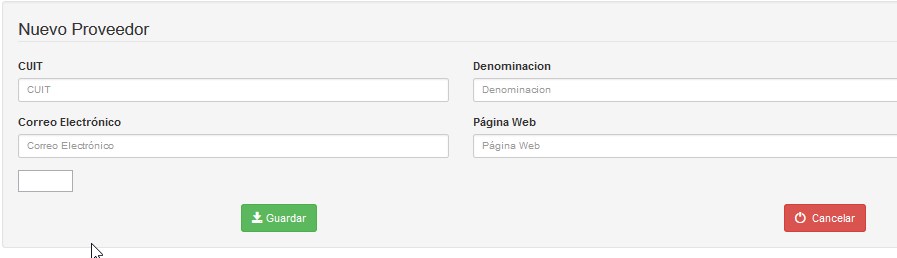 Nuevo Proveedor
CUIT
Denominacion
CUIT
Denominacion
Correo Electrónico
Página Web
Correo Electrónico
Página Web
Guardar
Cancelar